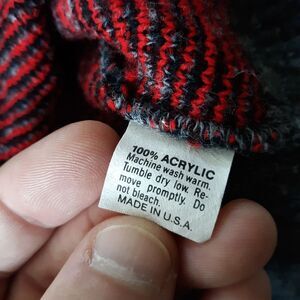 100% ACRYLIC
Machine wash warm.
Tumble dry low. Re-
move promptly. Do
not bleach.
MADE IN U.S.A.